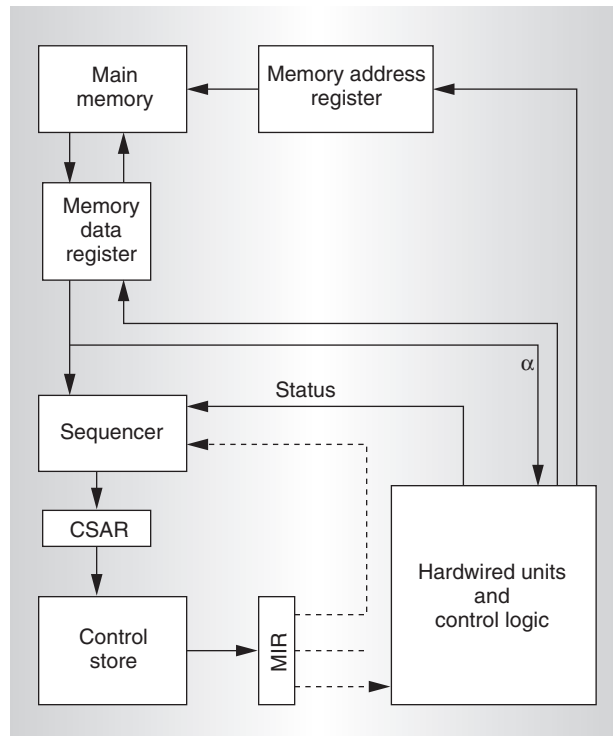 Main
memory
Memory address
register
Memory
data
register
α
Status
Sequencer
CSAR
Hardwired units
and
control logic
Control
store
MIR